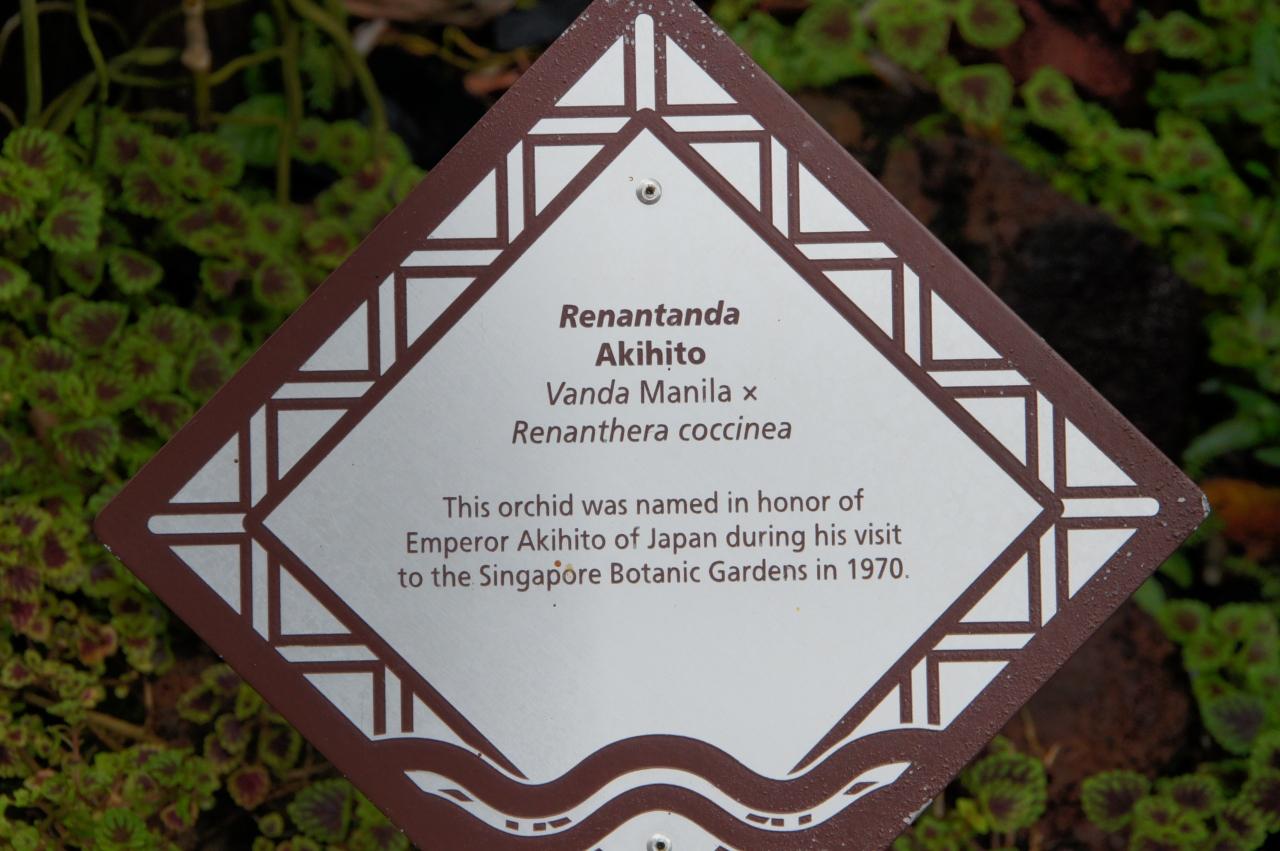 Renantanda
Akihito
Vanda Manila ×
Renanthera coccinea
This orchid was named in honor of
Emperor Akihito of Japan during his visit
to the Singapore Botanic Gardens in 1970.